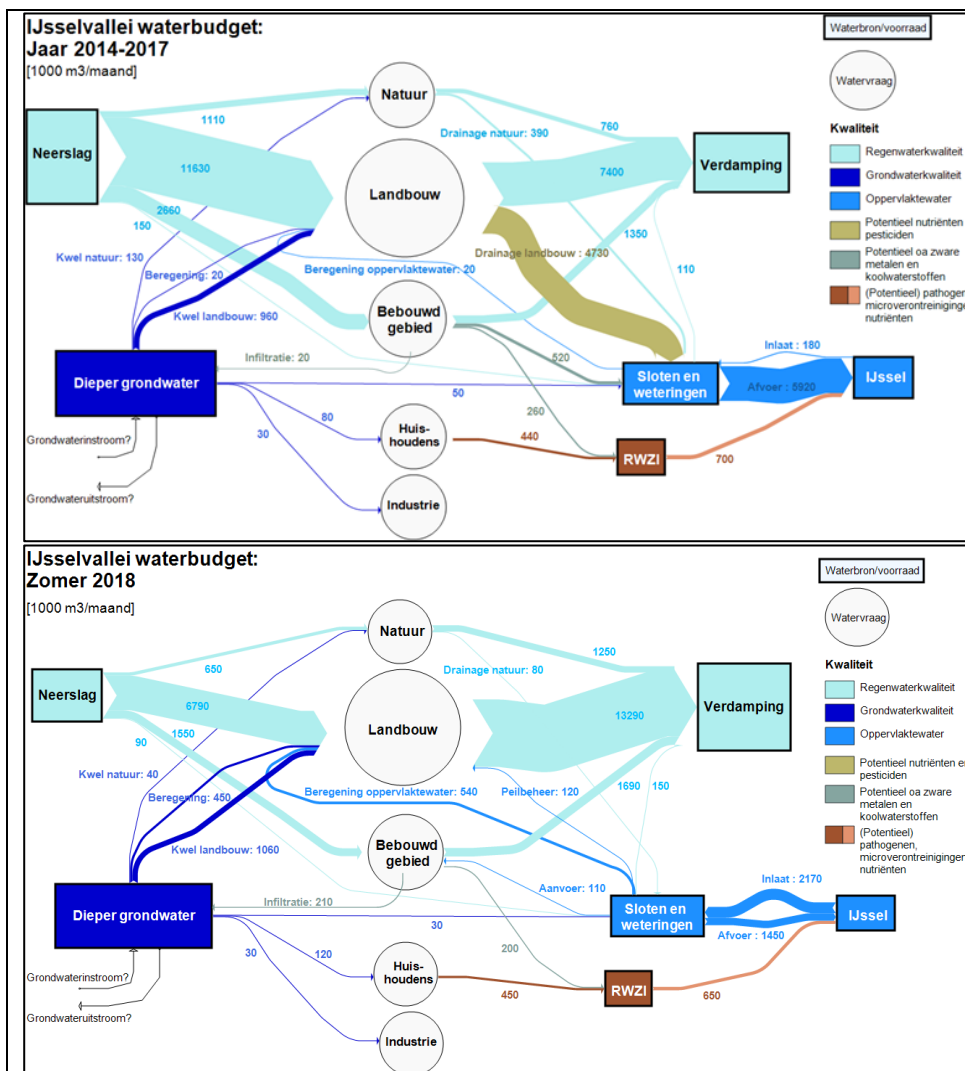 IJsselvallei waterbudget:
Jaar 2014-2017
[1000 m3/maand]
Waterbron/voorraad
Watervraag
Kwaliteit
Regenwaterkwaliteit
Grondwaterkwaliteit
Oppervlaktewater
Potentieel nutriënten
pesticiden
Potentieel oa zware
metalen en
koolwaterstoffen
(Potentieel) pathogen
microverontreiniginge
nutriënten
Natuur
1110
Drainage natuur: 390
760
Neerslag
11630
Landbouw
7400
Verdamping
2660
150
1350
Kwel natuur: 130
Drainage landbouw: 4730
Beregening: 20
Beregening oppervlaktewater: 20
110
Kwel landbouw: 960
Bebouwd
gebied
Infiltratie: 20
520
Inlaat : 180
Dieper grondwater
50
Sloten en
weteringen
Afvoer : 5920
IJssel
260
80
30
Huis-
houdens
440
RWZI
700
Grondwaterinstroom?
Grondwateruitstroom?
Industrie
IJsselvallei waterbudget:
Zomer 2018
[1000 m3/maand]
Waterbron/voorraad
Watervraag
Kwaliteit
Regenwaterkwaliteit
Grondwaterkwaliteit
Oppervlaktewater
Potentieel nutriënten en
pesticiden
Potentieel oa zware
metalen en
koolwaterstoffen
(Potentieel)
pathogenen,
microverontreinigingen
nutriënten
Natuur
650
Drainage natuur: 80
1250
Neerslag
6790
Landbouw
13290
Verdamping
1550
90
Kwel natuur: 40
Beregening: 450
Beregening oppervlaktewater: 540
Peilbeheer: 120
1690
150
Kwel landbouw: 1060
Bebouwd
gebied
Aanvoer: 110
Inlaat : 2170
Infiltratie: 210
Dieper grondwater
30
Sloten en
weteringen
IJssel
Afvoer : 1450
200
120
30
Huis-
houdens
450
RWZI
650
Grondwaterinstroom?
Grondwateruitstroom?
Industrie